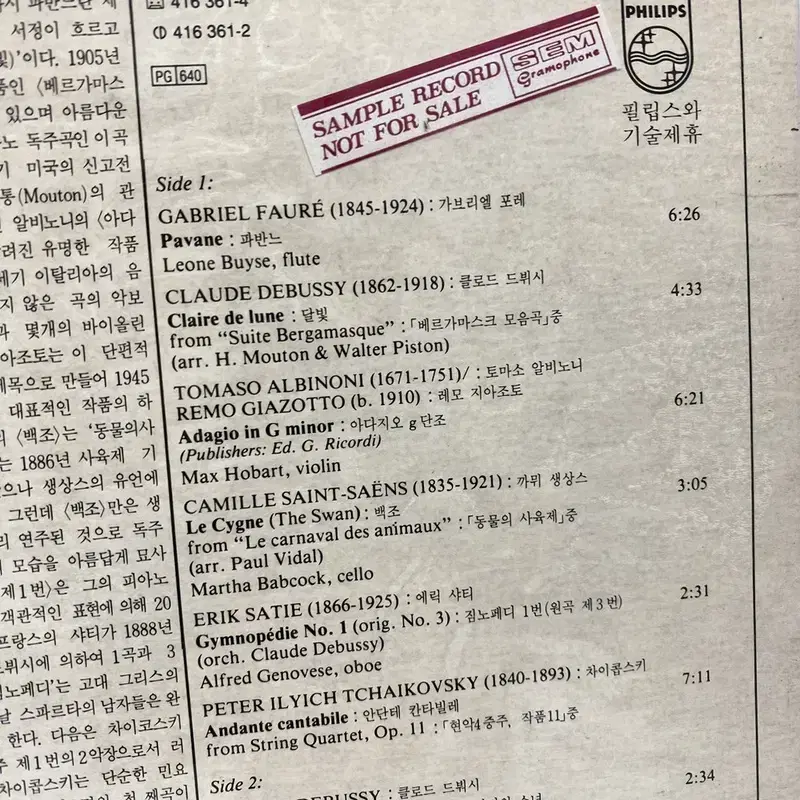 서정이 흐르고
이다. 1905년
〈베르가마스
있으며 아름다운
독주곡인 이곡
미국의 신고전
통(Mouton)의 관
알비노니의 〈아다
려진 유명한 작품
이탈리아의 음
지 않은 곡의 악보
몇개의 바이올린
아조토는 이 단편적
제목으로 만들어 1945
대표적인 작품의 하
〈백조〉는 '동물의사
는 1886년 사육제 기
으나 생상스의 유언에
그런데 〈백조〉만은 생
리 연주된 것으로 독주
모습을 아름답게 묘사
제1번〉은 그의 피아노
객관적인 표현에 의해 20
프랑스의 샤티가 1888년
드뷔시에 의하여 1곡과 3
노페디'는 고대 그리스의
날 스파르타의 남자들은 완
한다. 다음은 차이코스키
주 제1번의 2악장으로서 러
차이콥스키는 단순한 민요
416 361-4
CD 416 361-2
PG 640
SAMPLE RECORD
NOT FOR SALE
SEM
Gramophone
PHILIPS
필립스와
기술제휴
Side 1:
GABRIEL FAURÉ (1845-1924) : 가브리엘 포레
Pavane : 파반느 6:26
Leone Buyse, flute
CLAUDE DEBUSSY (1862-1918) : 클로드 드뷔시
Claire de lune : 달빛 4:33
from “Suite Bergamasque” : 「베르가마스크 모음곡」중
(arr. H. Mouton & Walter Piston)
TOMASO ALBINONI (1671-1751)/ : 토마소 알비노니
REMO GIAZOTTO (b. 1910) : 레모 지아조토
Adagio in G minor : 아다지오 g단조 6:21
(Publishers: Ed. G. Ricordi)
Max Hobart, violin
CAMILLE SAINT-SAËNS (1835-1921) : 까뮈 생상스
Le Cygne (The Swan) : 백조 3:05
from “Le carnaval des animaux” : 「동물의 사육제」중
(arr. Paul Vidal)
Martha Babcock, cello
ERIK SATIE (1866-1925) : 에릭 샤티
Gymnopédie No. 1 (orig. No. 3) : 짐노페디 1번(원곡 제3번) 2:31
(orch. Claude Debussy)
Alfred Genovese, oboe
PETER ILYICH TCHAIKOVSKY (1840-1893) : 차이콥스키
Andante cantabile : 안단테 칸타빌레 7:11
from String Quartet, Op. 11 : 「현악4중주, 작품11」중
Side 2:
DEBUSSY : 클로드 드뷔시 2:34